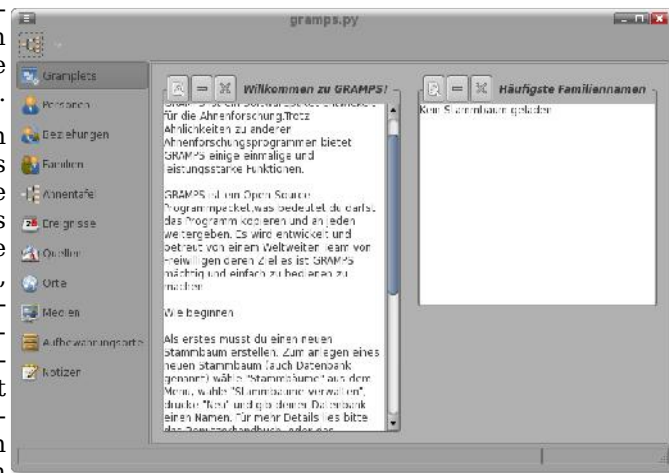 gramps.py
Gramplets
Personen
Beziehungen
Familien
Ahnentafel
Ereignisse
Quellen
Orte
Medien
Aufbewahrungsorte
Notizen
Willkommen zu GRAMPS!
für die Ahnenforschung.Trotz
Ähnlichkeiten zu anderen
Ahnenforschungsprogrammen bietet
GRAMPS einige einmalige und
leistungsstarke Funktionen.
GRAMPS ist ein Open Source
Programmpacket,was bedeutet du darfst
das Programm kopieren und an jeden
weitergeben. Es wird entwickelt und
betreut von einem Weltweiten Team von
Freiwilligen deren Ziel es ist GRAMPS
mächtig und einfach zu bedienen zu
machen
Wie beginnen
Als erstes musst du einen neuen
Stammbaum erstellen. Zum anlegen eines
neuen Stammbaum (auch Datenbank
genannt) wähle "Stammbäume" aus dem
Menü, wähle "Stammbäume verwalten",
drücke "Neu" und gib deiner Datenbank
einen Namen. Für mehr Details lies bitte
das Benutzerhandbuch oder das
Häufigste Familiennamen
Kein Stammbaum geladen